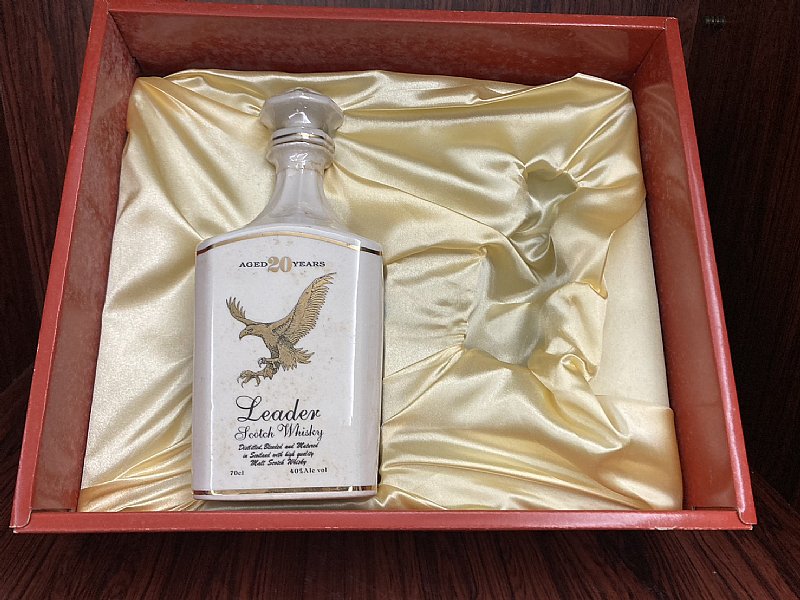 AGED 20 YEARS
Leader
Scotch Whisky
Distilled, Blended and Matured
in Scotland with high quality
Malt Scotch Whisky
70cl 40% Alc vol